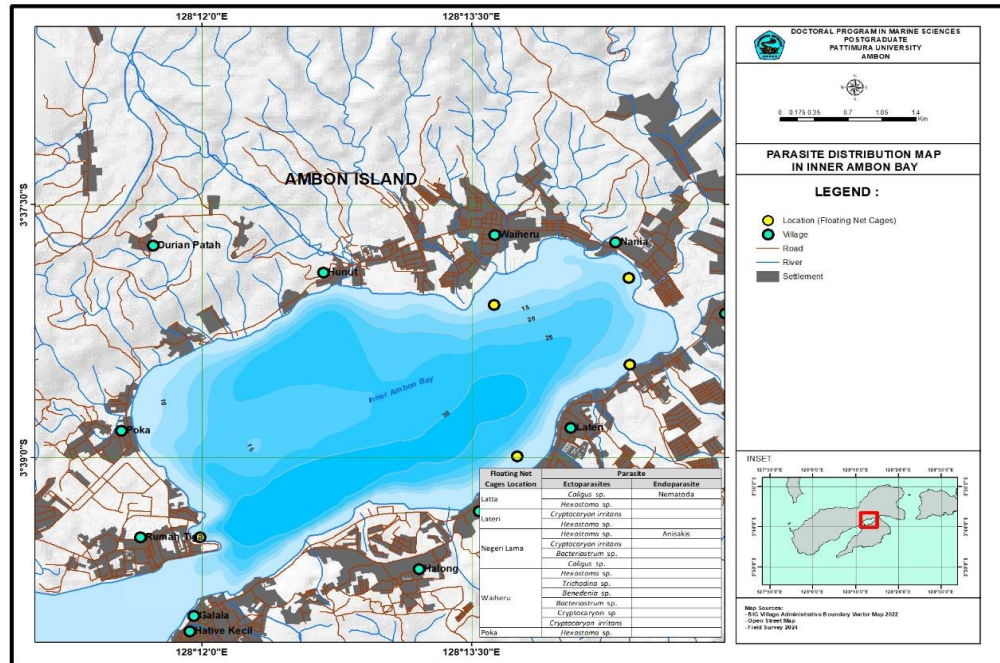 128°12'0"E
128°13'30"E
3°37'30"S
3°39'0"S
AMBON ISLAND
Durian Patah
Hunut
Waiheru
Nania
15
20
25
Inner Ambon Bay
30
10
15
Poka
Lateri
Rumah Ti
Halong
Galala
Hative Kecil
128°12'0"E
128°13'30"E
Floating Net Cages Location
Parasite
Ectoparasites
Endoparasite
Latta
Caligus sp.
Nematoda
Hexostoma sp.
Lateri
Cryptocaryon irritans
Hexostoma sp.
Negeri Lama
Hexostoma sp.
Anisakis
Cryptocaryon irritans
Bacteriastrum sp.
Waiheru
Caligus sp.
Hexostoma sp.
Trichodina sp.
Benedenia sp.
Bacteriastrum sp
Cryptocaryon sp
Cryptocaryon irritans
Poka
Hexostoma sp.
DOCTORAL PROGRAM IN MARINE SCIENCES
POSTGRADUATE
PATTIMURA UNIVERSITY
AMBON
0 0.175 0.35 0.7 1.05 1.4
Km
PARASITE DISTRIBUTION MAP
IN INNER AMBON BAY
LEGEND :
Location (Floating Net Cages)
Village
Road
River
Settlement
INSET:
Map Sources:
- BIG Village Administrative Boundary Vector Map 2022
- Open Street Map
- Field Survey 2024